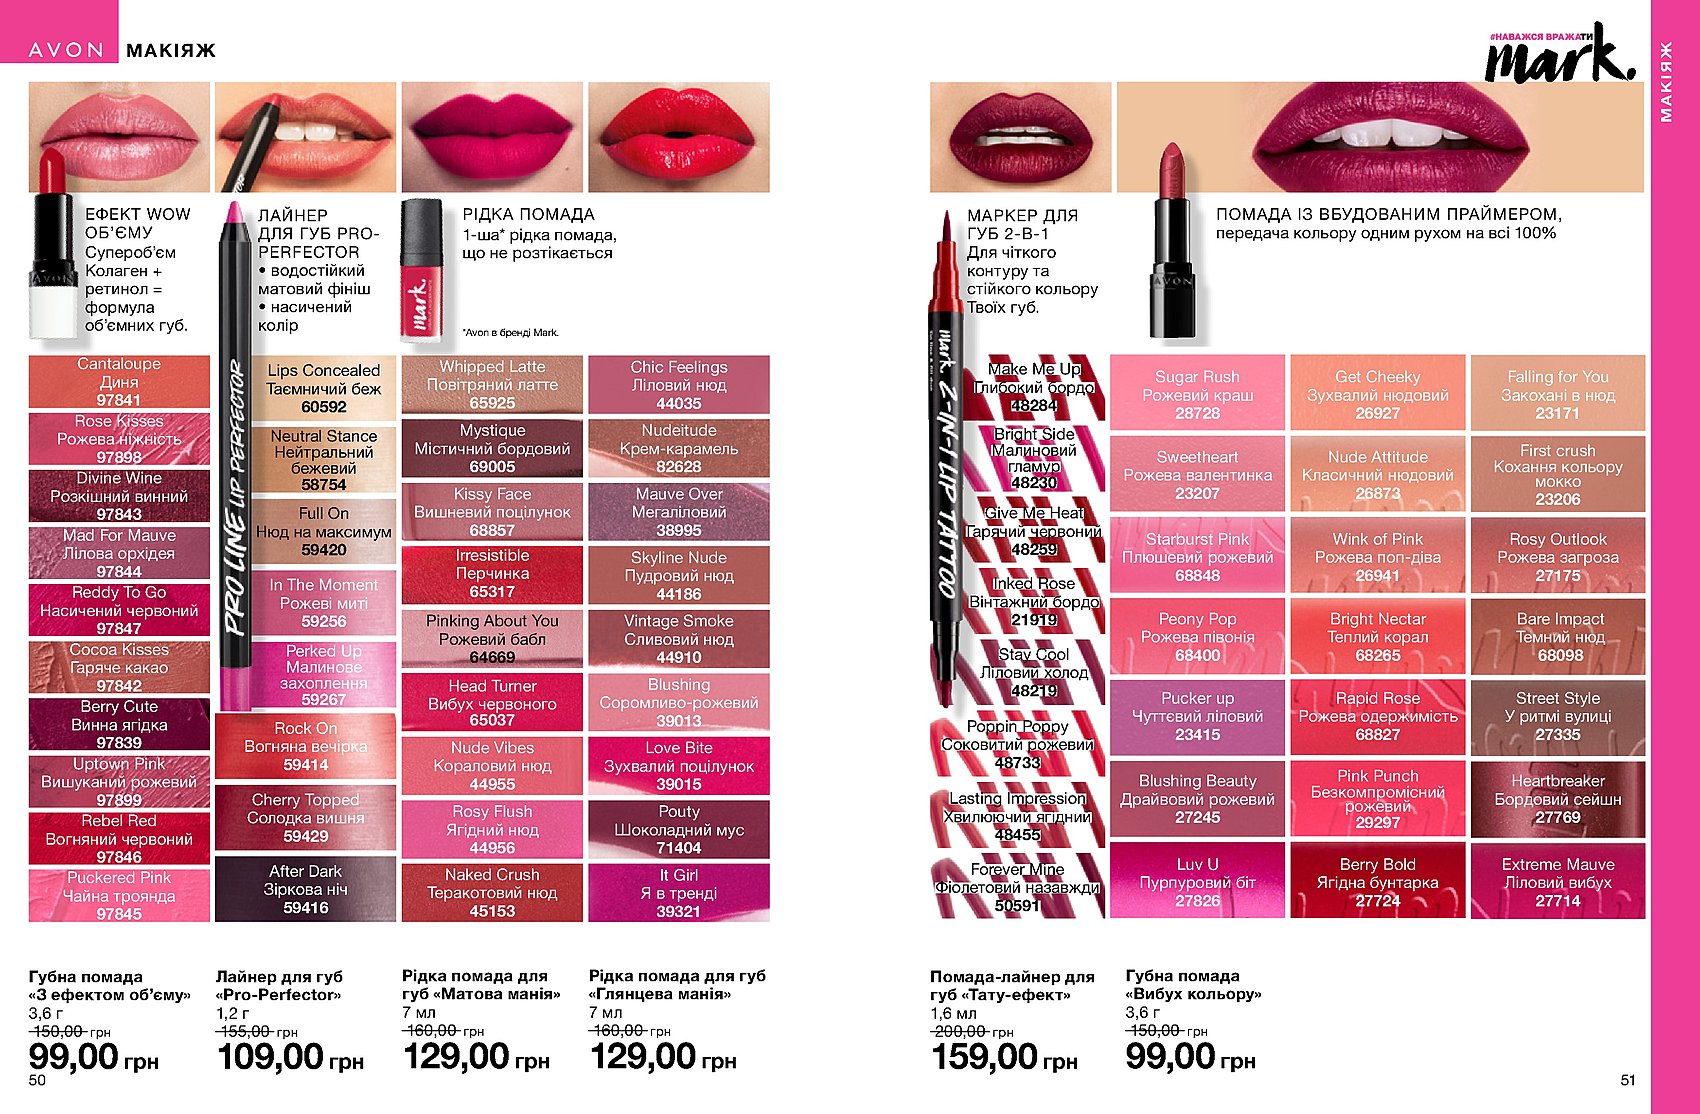 AVON
МАКІЯЖ
#НАВАЖСЯ ВРАЖАТИ
mark.
МАКІЯЖ
ЕФЕКТ WOW
ОБ’ЄМУ
Супероб’єм
Колаген +
ретинол =
формула
об’ємних губ.
AVON
ЛАЙНЕР
ДЛЯ ГУБ PRO-
PERFECTOR
• водостійкий
матовий фініш
• насичений
колір
PRO LINE LIP PERFECTOR
РІДКА ПОМАДА
1-ша* рідка помада,
що не розтікається
*Avon в бренді Mark.
mark.
Cantaloupe
Диня
97841
Rose Kisses
Рожева ніжність
97898
Divine Wine
Розкішний винний
97843
Mad For Mauve
Лілова орхідея
97844
Reddy To Go
Насичений червоний
97847
Cocoa Kisses
Гаряче какао
97842
Berry Cute
Винна ягідка
97839
Uptown Pink
Вишуканий рожевий
97899
Rebel Red
Вогняний червоний
97846
Puckered Pink
Чайна троянда
97845
Lips Concealed
Таємничий беж
60592
Neutral Stance
Нейтральний
бежевий
58754
Full On
Нюд на максимум
59420
In The Moment
Рожеві миті
59256
Perked Up
Малинове
захоплення
59267
Rock On
Вогняна вечірка
59414
Cherry Topped
Солодка вишня
59429
After Dark
Зіркова ніч
59416
Whipped Latte
Повітряний латте
65925
Mystique
Містичний бордовий
69005
Kissy Face
Вишневий поцілунок
68857
Irresistible
Перчинка
65317
Pinking About You
Рожевий бабл
64669
Head Turner
Вибух червоного
65037
Nude Vibes
Кораловий нюд
44955
Rosy Flush
Ягідний нюд
44956
Naked Crush
Теракотовий нюд
45153
Chic Feelings
Ліловий нюд
44035
Nudeitude
Крем-карамель
82628
Mauve Over
Мегаліловий
38995
Skyline Nude
Пудровий нюд
44186
Vintage Smoke
Сливовий нюд
44910
Blushing
Соромливо-рожевий
39013
Love Bite
Зухвалий поцілунок
39015
Pouty
Шоколадний мус
71404
It Girl
Я в тренді
39321
Губна помада
«З ефектом об’єму»
3,6 г
150,00 грн
99,00 грн
Лайнер для губ
«Pro-Perfector»
1,2 г
155,00 грн
109,00 грн
Рідка помада для
губ «Матова манія»
7 мл
160,00 грн
129,00 грн
Рідка помада для губ
«Глянцева манія»
7 мл
160,00 грн
129,00 грн
50
МАРКЕР ДЛЯ
ГУБ 2-В-1
Для чіткого
контуру та
стійкого кольору
Твоїх губ.
mark. 2-IN-1 LIP TATTOO
ПОМАДА ІЗ ВБУДОВАНИМ ПРАЙМЕРОМ,
передача кольору одним рухом на всі 100%
AVON
Make Me Up
Глибокий бордо
48284
Bright Side
Малиновий
гламур
48230
Give Me Heat
Гарячий червоний
48259
Inked Rose
Вінтажний бордо
21919
Stay Cool
Ліловий холод
48219
Poppin Poppy
Соковитий рожевий
48733
Lasting Impression
Хвилюючий ягідний
48455
Forever Mine
Фіолетовий назавжди
50591
Sugar Rush
Рожевий краш
28728
Sweetheart
Рожева валентинка
23207
Starburst Pink
Плюшевий рожевий
68848
Peony Pop
Рожева півонія
68400
Pucker up
Чуттєвий ліловий
23415
Blushing Beauty
Драйвовий рожевий
27245
Luv U
Пурпуровий біт
27826
Get Cheeky
Зухвалий нюдовий
26927
Nude Attitude
Класичний нюдовий
26873
Wink of Pink
Рожева поп-діва
26941
Bright Nectar
Теплий корал
68265
Rapid Rose
Рожева одержимість
68827
Pink Punch
Безкомпромісний
рожевий
29297
Berry Bold
Ягідна бунтарка
27724
Falling for You
Закохані в нюд
23171
First crush
Кохання кольору
мокко
23206
Rosy Outlook
Рожева загроза
27175
Bare Impact
Темний нюд
68098
Street Style
У ритмі вулиці
27335
Heartbreaker
Бордовий сейшн
27769
Extreme Mauve
Ліловий вибух
27714
Помада-лайнер для
губ «Тату-ефект»
1,6 мл
200,00 грн
159,00 грн
Губна помада
«Вибух кольору»
3,6 г
150,00 грн
99,00 грн
51